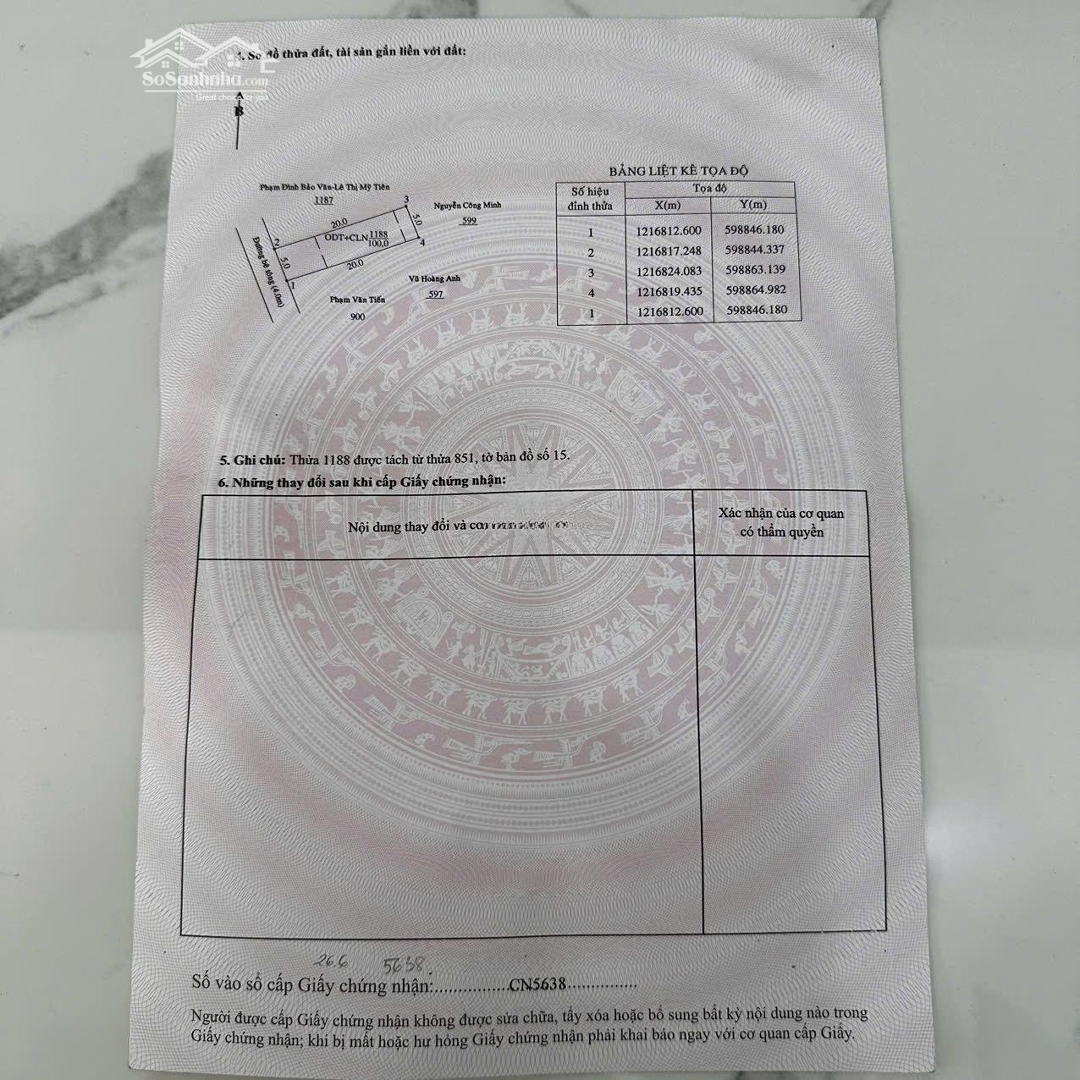 SoSanhnha.com
4. Sơ đồ thửa đất, tài sản gắn liền với đất:
B
Phạm Đình Bảo Văn-Lê Thị Mỹ Tiên
1187
Nguyễn Công Minh
599
Đường bê tông (4.0m)
2
20.0
3
5.0
ODT+CLN 1188
100,0
4
5.0
1
20.0
Vũ Hoàng Anh
597
Phạm Văn Tiến
900
BẢNG LIỆT KÊ TỌA ĐỘ
Số hiệu đỉnh thửa Tọa độ
X(m) Y(m)
1 1216812.600 598846.180
2 1216817.248 598844.337
3 1216824.083 598863.139
4 1216819.435 598864.982
1 1216812.600 598846.180
5. Ghi chú: Thửa 1188 được tách từ thửa 851, tờ bản đồ số 15.
6. Những thay đổi sau khi cấp Giấy chứng nhận:
Nội dung thay đổi và cơ
Xác nhận của cơ quan
có thẩm quyền
26.6 5638
Số vào sổ cấp Giấy chứng nhận:................CN5638...............
Người được cấp Giấy chứng nhận không được sửa chữa, tẩy xóa hoặc bổ sung bất kỳ nội dung nào trong
Giấy chứng nhận; khi bị mất hoặc hư hỏng Giấy chứng nhận phải khai báo ngay với cơ quan cấp Giấy.